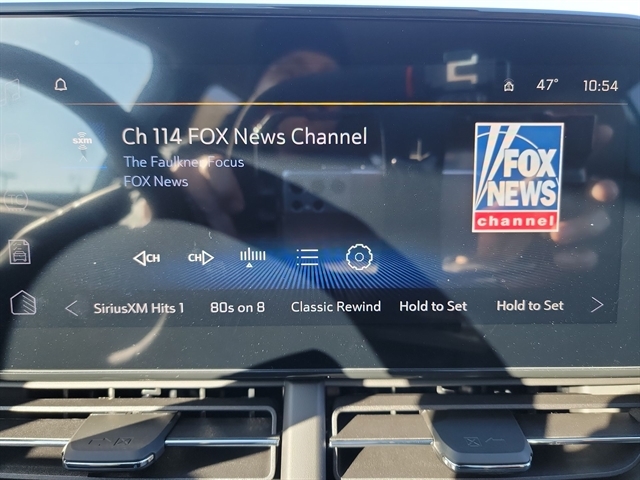 47° 10:54
sxm
Ch 114 FOX News Channel
The Faulkner Focus
FOX News
FOX
NEWS
channel
CH CH
SiriusXM Hits 1 80s on 8 Classic Rewind Hold to Set Hold to Set